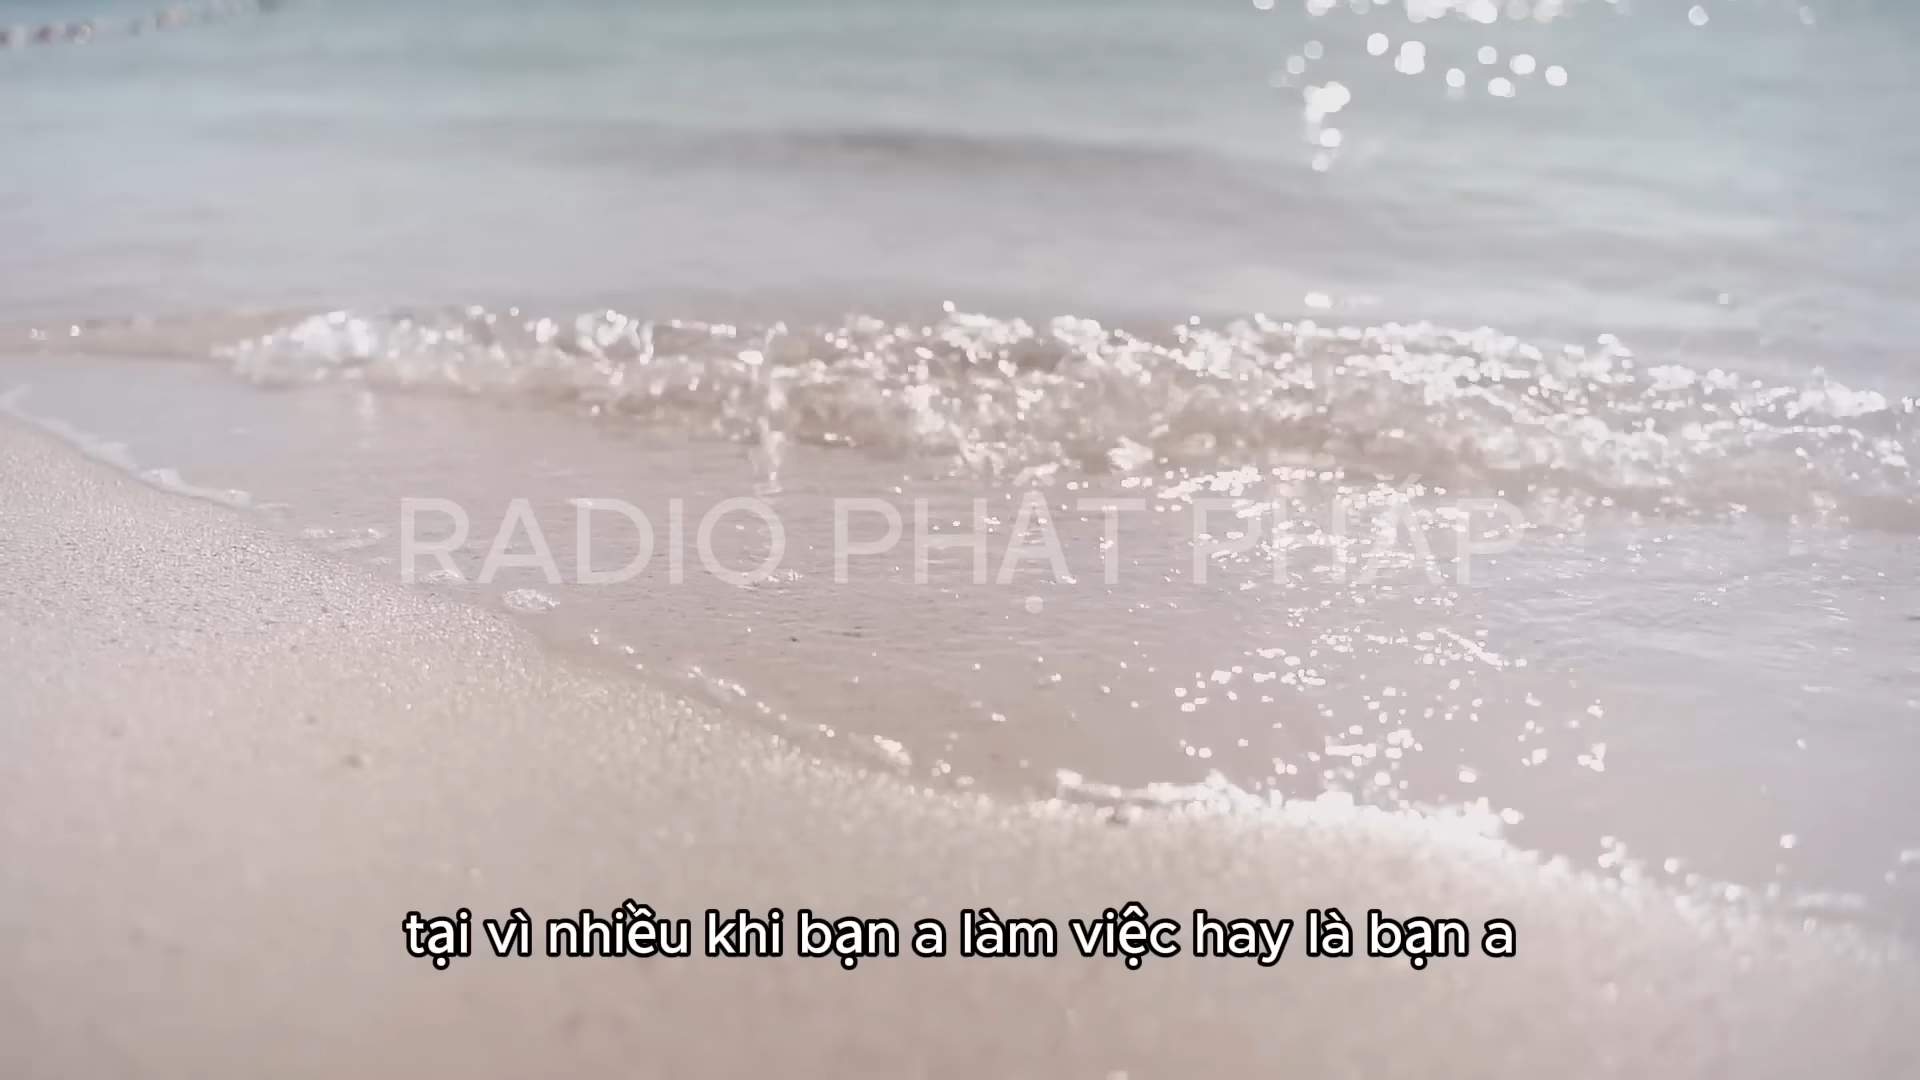 RADIO PHẬT PHÁP
tại vì nhiều khi bạn a làm việc hay là bạn a